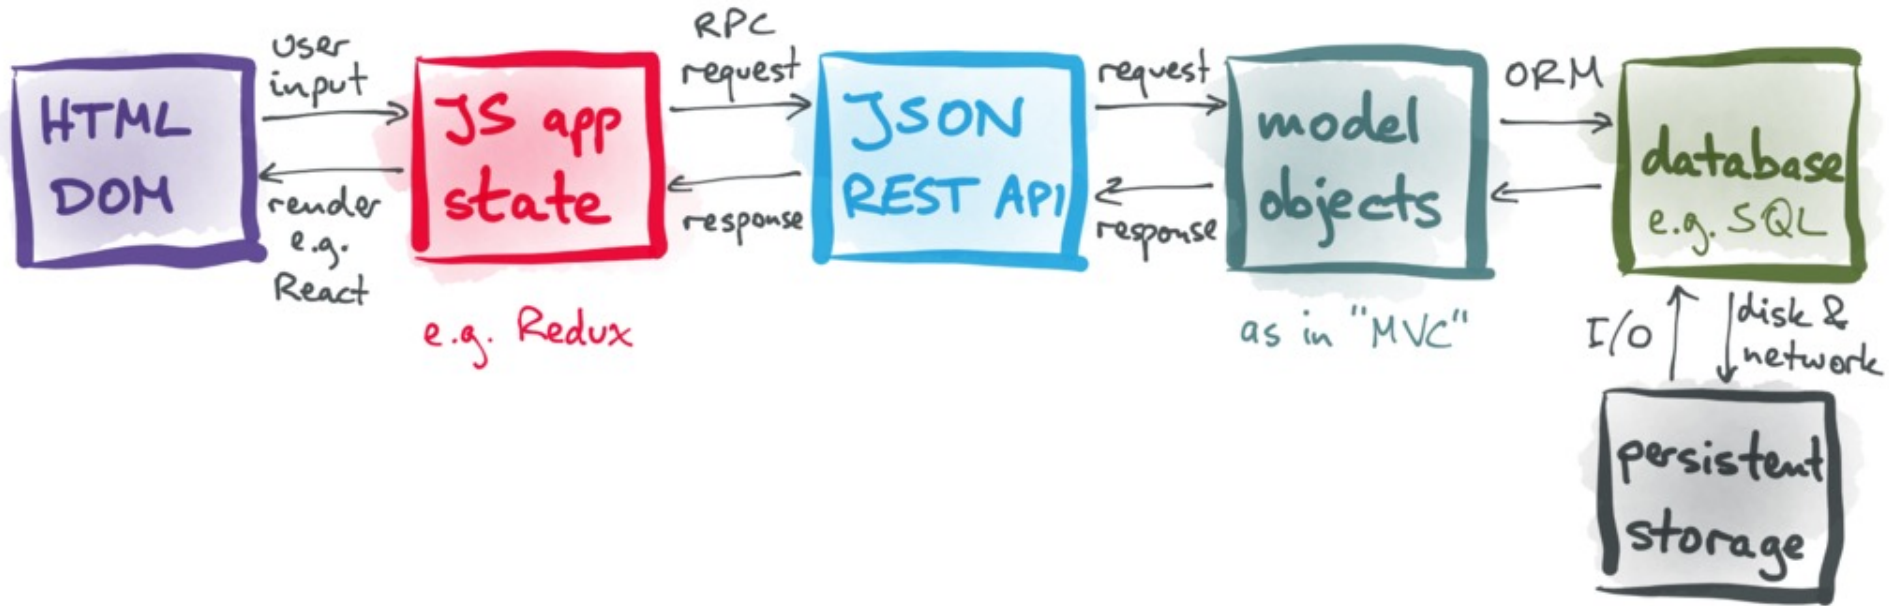 HTML
DOM
User
input
render
e.g.
React
JS app
state
e.g. Redux
RPC
request
response
JSON
REST API
request
response
model
objects
as in "MVC"
ORM
database
e.g. SQL
I/O
disk &
network
persistent
storage